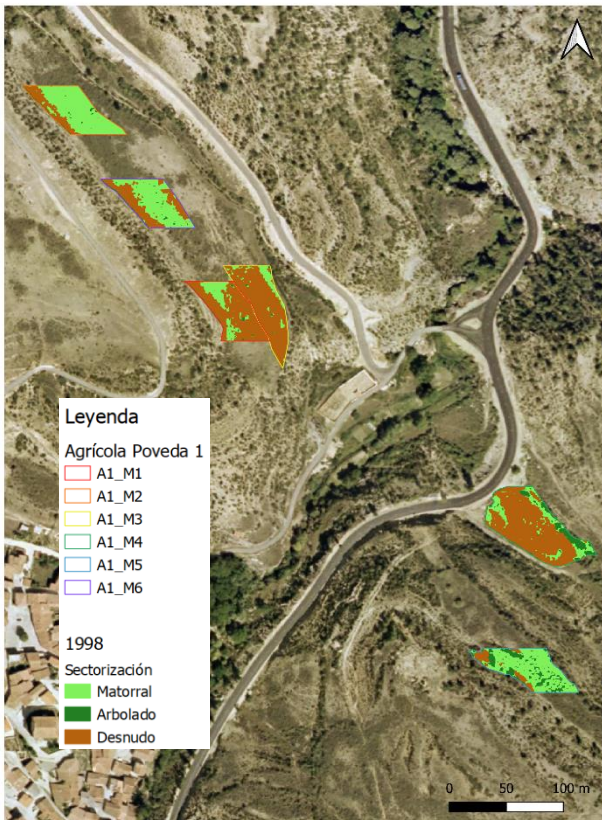 Leyenda
Agrícola Poveda 1
A1_M1
A1_M2
A1_M3
A1_M4
A1_M5
A1_M6
1998
Sectorización
Matorral
Arbolado
Desnudo
0 50 100 m